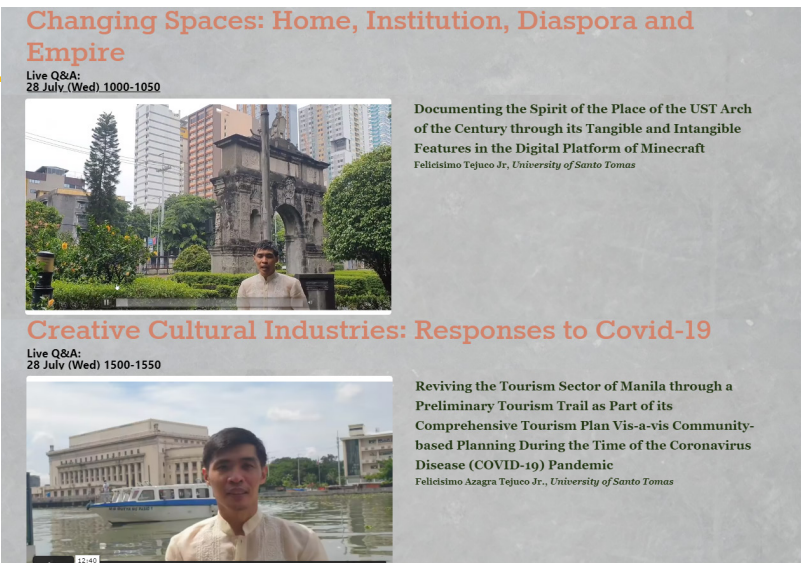 Changing Spaces: Home, Institution, Diaspora and
Empire
Live Q&A:
28 July (Wed) 1000-1050
Documenting the Spirit of the Place of the UST Arch
of the Century through its Tangible and Intangible
Features in the Digital Platform of Minecraft
Felicisimo Tejuco Jr, University of Santo Tomas
Creative Cultural Industries: Responses to Covid-19
Live Q&A:
28 July (Wed) 1500-1550
Reviving the Tourism Sector of Manila through a
Preliminary Tourism Trail as Part of its
Comprehensive Tourism Plan Vis-a-vis Community-
based Planning During the Time of the Coronavirus
Disease (COVID-19) Pandemic
Felicisimo Azagra Tejuco Jr., University of Santo Tomas
12:40